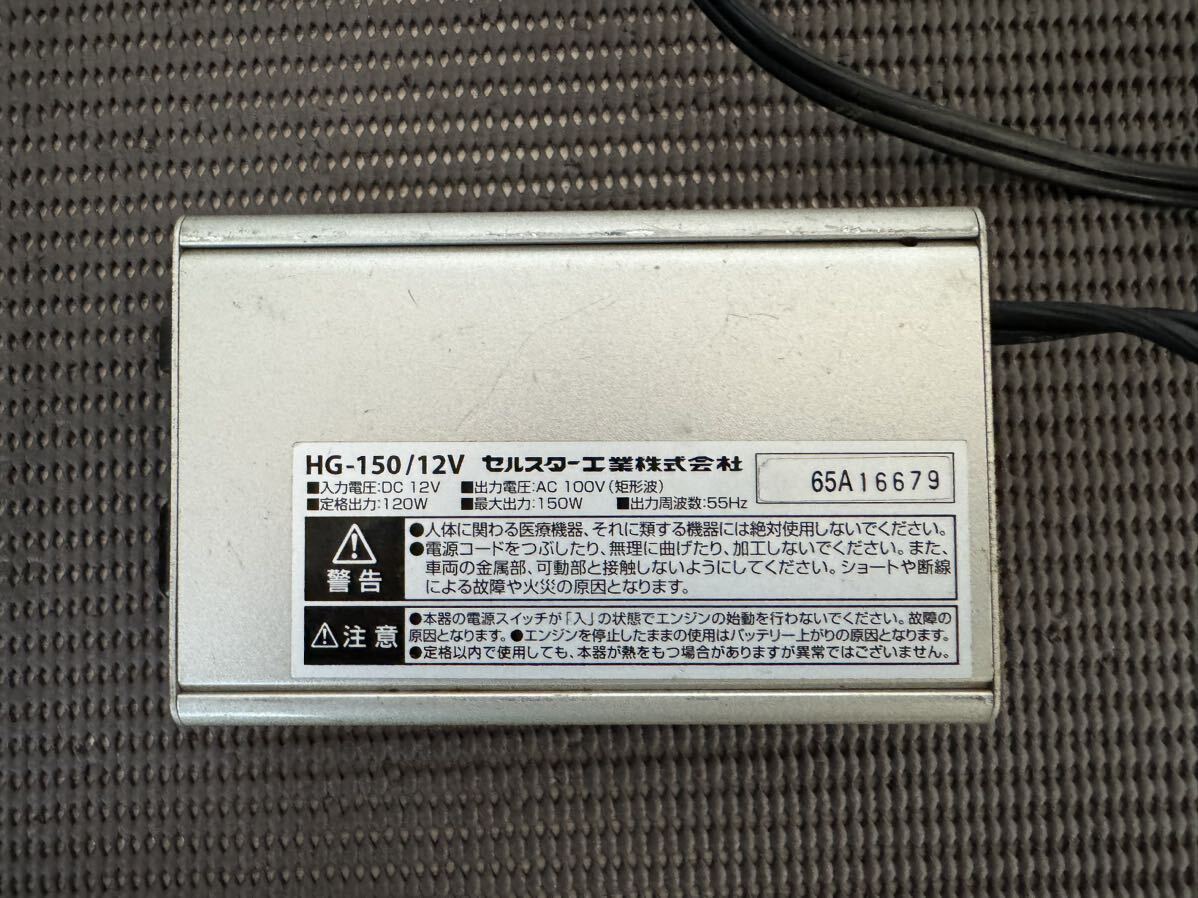 HG-150/12V セルスター工業株式会社 65A16679
■入力電圧:DC 12V ■出力電圧:AC 100V(矩形波)
■定格出力:120W ■最大出力:150W ■出力周波数:55Hz
警告
●人体に関わる医療機器、それに類する機器には絶対使用しないでください。
●電源コードをつぶしたり、無理に曲げたり、加工しないでください。また、
車両の金属部、可動部と接触しないようにしてください。ショートや断線
による故障や火災の原因となります。
注意
●本器の電源スイッチが「入」の状態でエンジンの始動を行わないでください。故障の
原因となります。●エンジンを停止したままの使用はバッテリー上がりの原因となります。
●定格以内で使用しても、本器が熱をもつ場合がありますが異常ではございません。